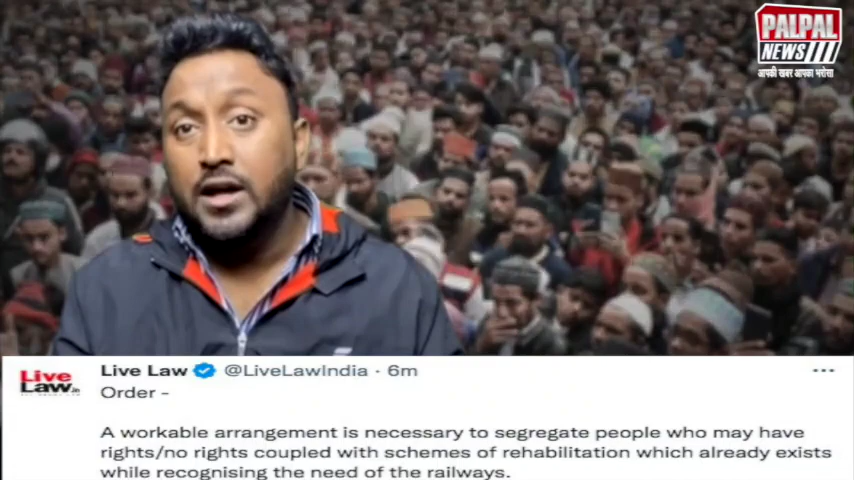 PALPAL
NEWS
आपकी खबर आपका भरोसा
Live Law @LiveLawIndia · 6m
Live
Law.in
Order -
A workable arrangement is necessary to segregate people who may have
rights/no rights coupled with schemes of rehabilitation which already exists
while recognising the need of the railways.